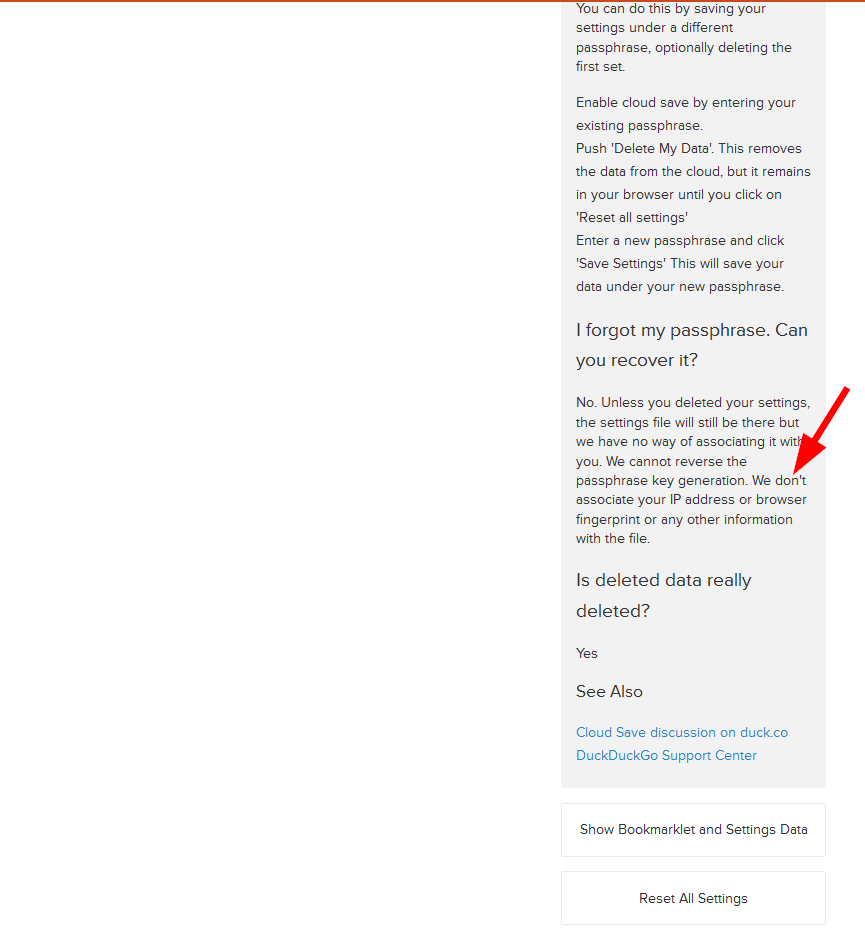 You can do this by saving your
settings under a different
passphrase, optionally deleting the
first set.
Enable cloud save by entering your
existing passphrase.
Push 'Delete My Data'. This removes
the data from the cloud, but it remains
in your browser until you click on
'Reset all settings'
Enter a new passphrase and click
'Save Settings' This will save your
data under your new passphrase.
I forgot my passphrase. Can
you recover it?
No. Unless you deleted your settings,
the settings file will still be there but
we have no way of associating it with
you. We cannot reverse the
passphrase key generation. We don't
associate your IP address or browser
fingerprint or any other information
with the file.
Is deleted data really
deleted?
Yes
See Also
Cloud Save discussion on duck.co
DuckDuckGo Support Center
Show Bookmarklet and Settings Data
Reset All Settings